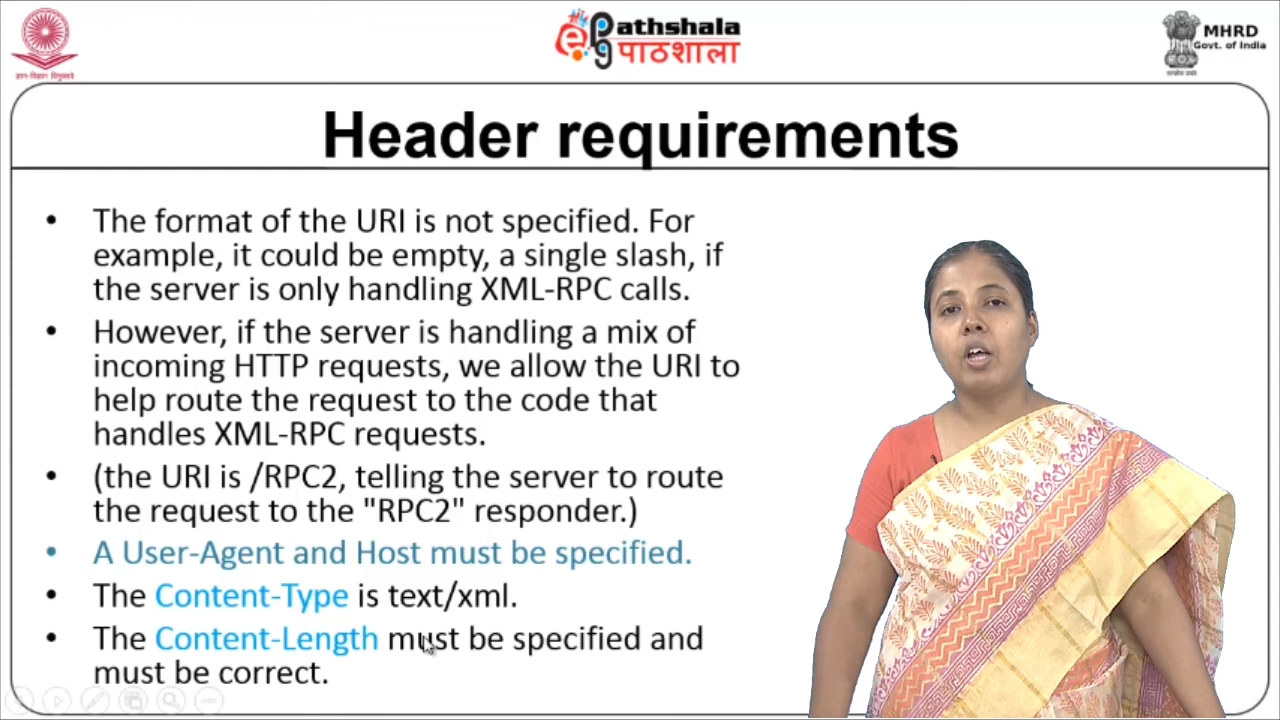 ज्ञान-विज्ञान विमुक्तये
ePathshala
पाठशाला
MHRD
Govt. of India
Header requirements
• The format of the URI is not specified. For
example, it could be empty, a single slash, if
the server is only handling XML-RPC calls.
• However, if the server is handling a mix of
incoming HTTP requests, we allow the URI to
help route the request to the code that
handles XML-RPC requests.
• (the URI is /RPC2, telling the server to route
the request to the "RPC2" responder.)
• A User-Agent and Host must be specified.
• The Content-Type is text/xml.
• The Content-Length must be specified and
must be correct.